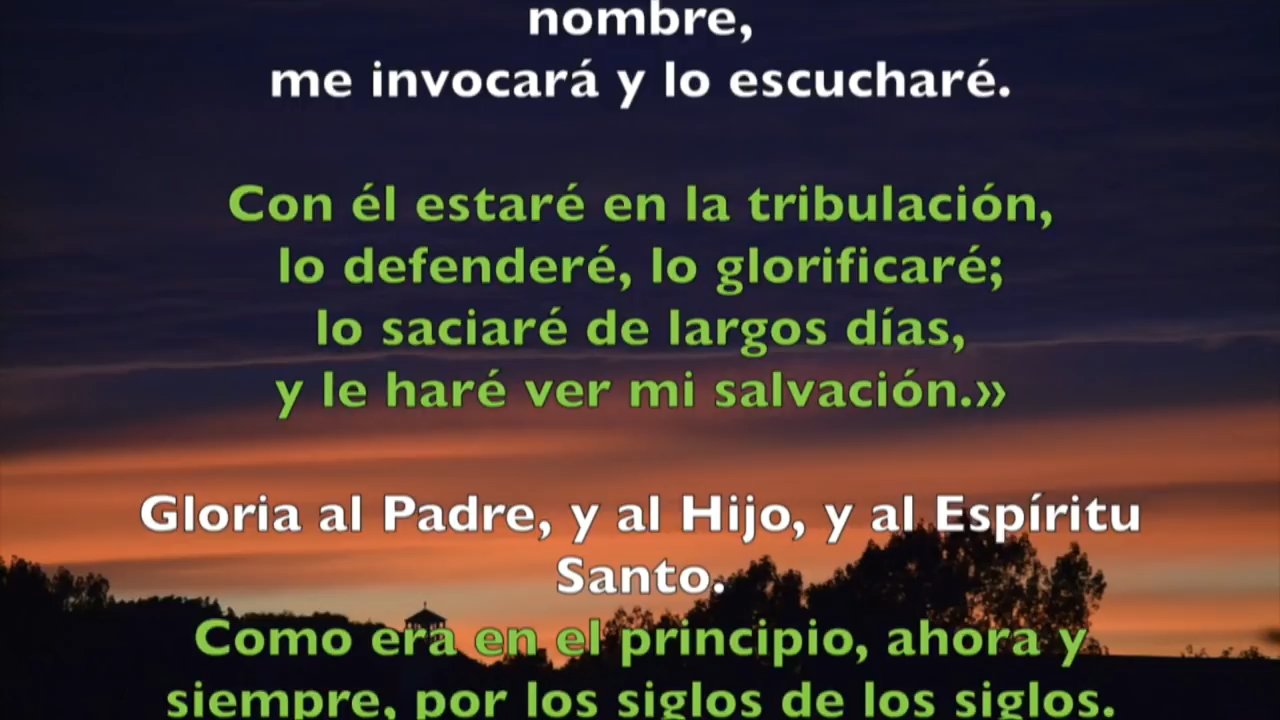 nombre,
me invocará y lo escucharé.
Con él estaré en la tribulación,
lo defenderé, lo glorificaré;
lo saciaré de largos días,
y le haré ver mi salvación.»
Gloria al Padre, y al Hijo, y al Espíritu
Santo.
Como era en el principio, ahora y
siempre, por los siglos de los siglos.